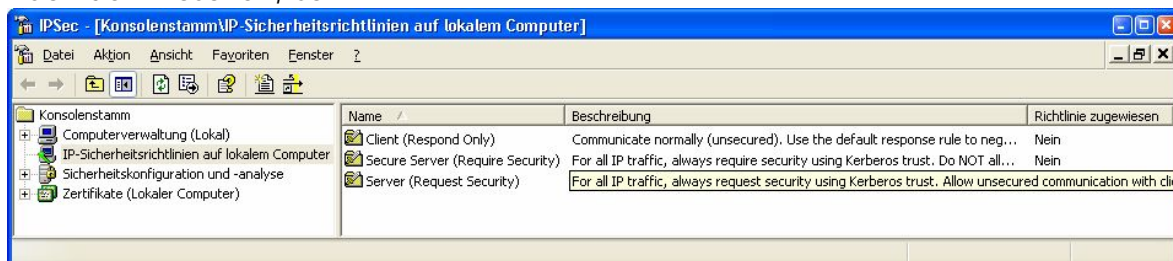 IPSec - [Konsolenstamm\IP-Sicherheitsrichtlinien auf lokalem Computer]
Datei Aktion Ansicht Favoriten Fenster ?
Konsolenstamm
Computerverwaltung (Lokal)
IP-Sicherheitsrichtlinien auf lokalem Computer
Sicherheitskonfiguration und -analyse
Zertifikate (Lokaler Computer)
Name Beschreibung Richtlinie zugewiesen
Client (Respond Only) Communicate normally (unsecured). Use the default response rule to neg... Nein
Secure Server (Require Security) For all IP traffic, always require security using Kerberos trust. Do NOT all... Nein
Server (Request Security) For all IP traffic, always request security using Kerberos trust. Allow unsecured communication with cli